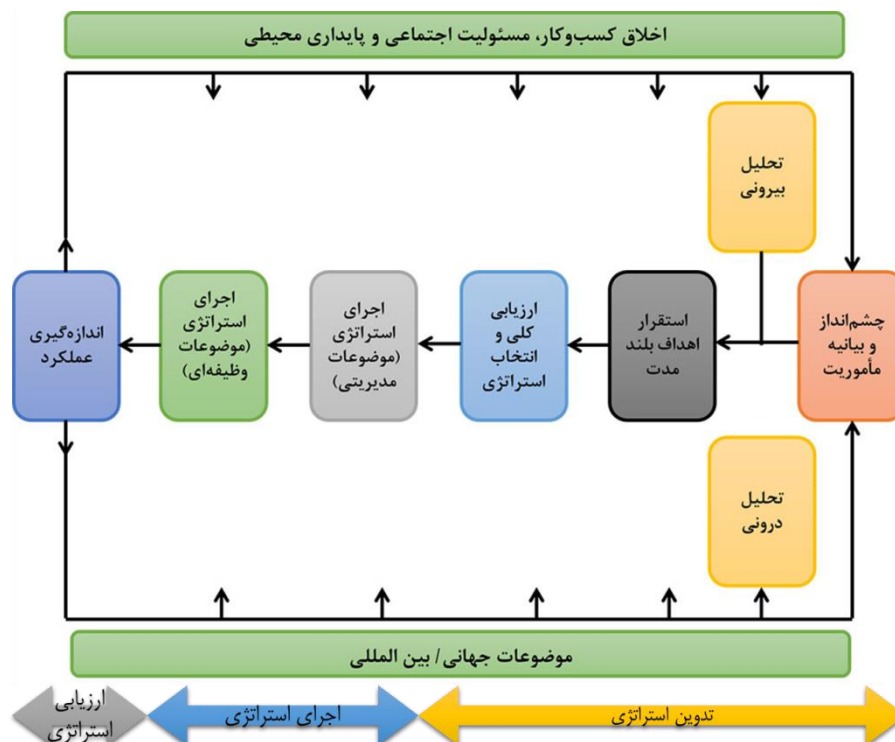 اخلاق کسب‌وکار، مسئولیت اجتماعی و پایداری محیطی
تحلیل
بیرونی
چشم‌انداز
و بیانیه
مأموریت
استقرار
اهداف بلند
مدت
ارزیابی
کلی و
انتخاب
استراتژی
اجرای
استراتژی
(موضوعات
مدیریتی)
اجرای
استراتژی
(موضوعات
وظیفه‌ای)
اندازه‌گیری
عملکرد
تحلیل
درونی
موضوعات جهانی/ بین المللی
تدوین استراتژی
اجرای استراتژی
ارزیابی
استراتژی